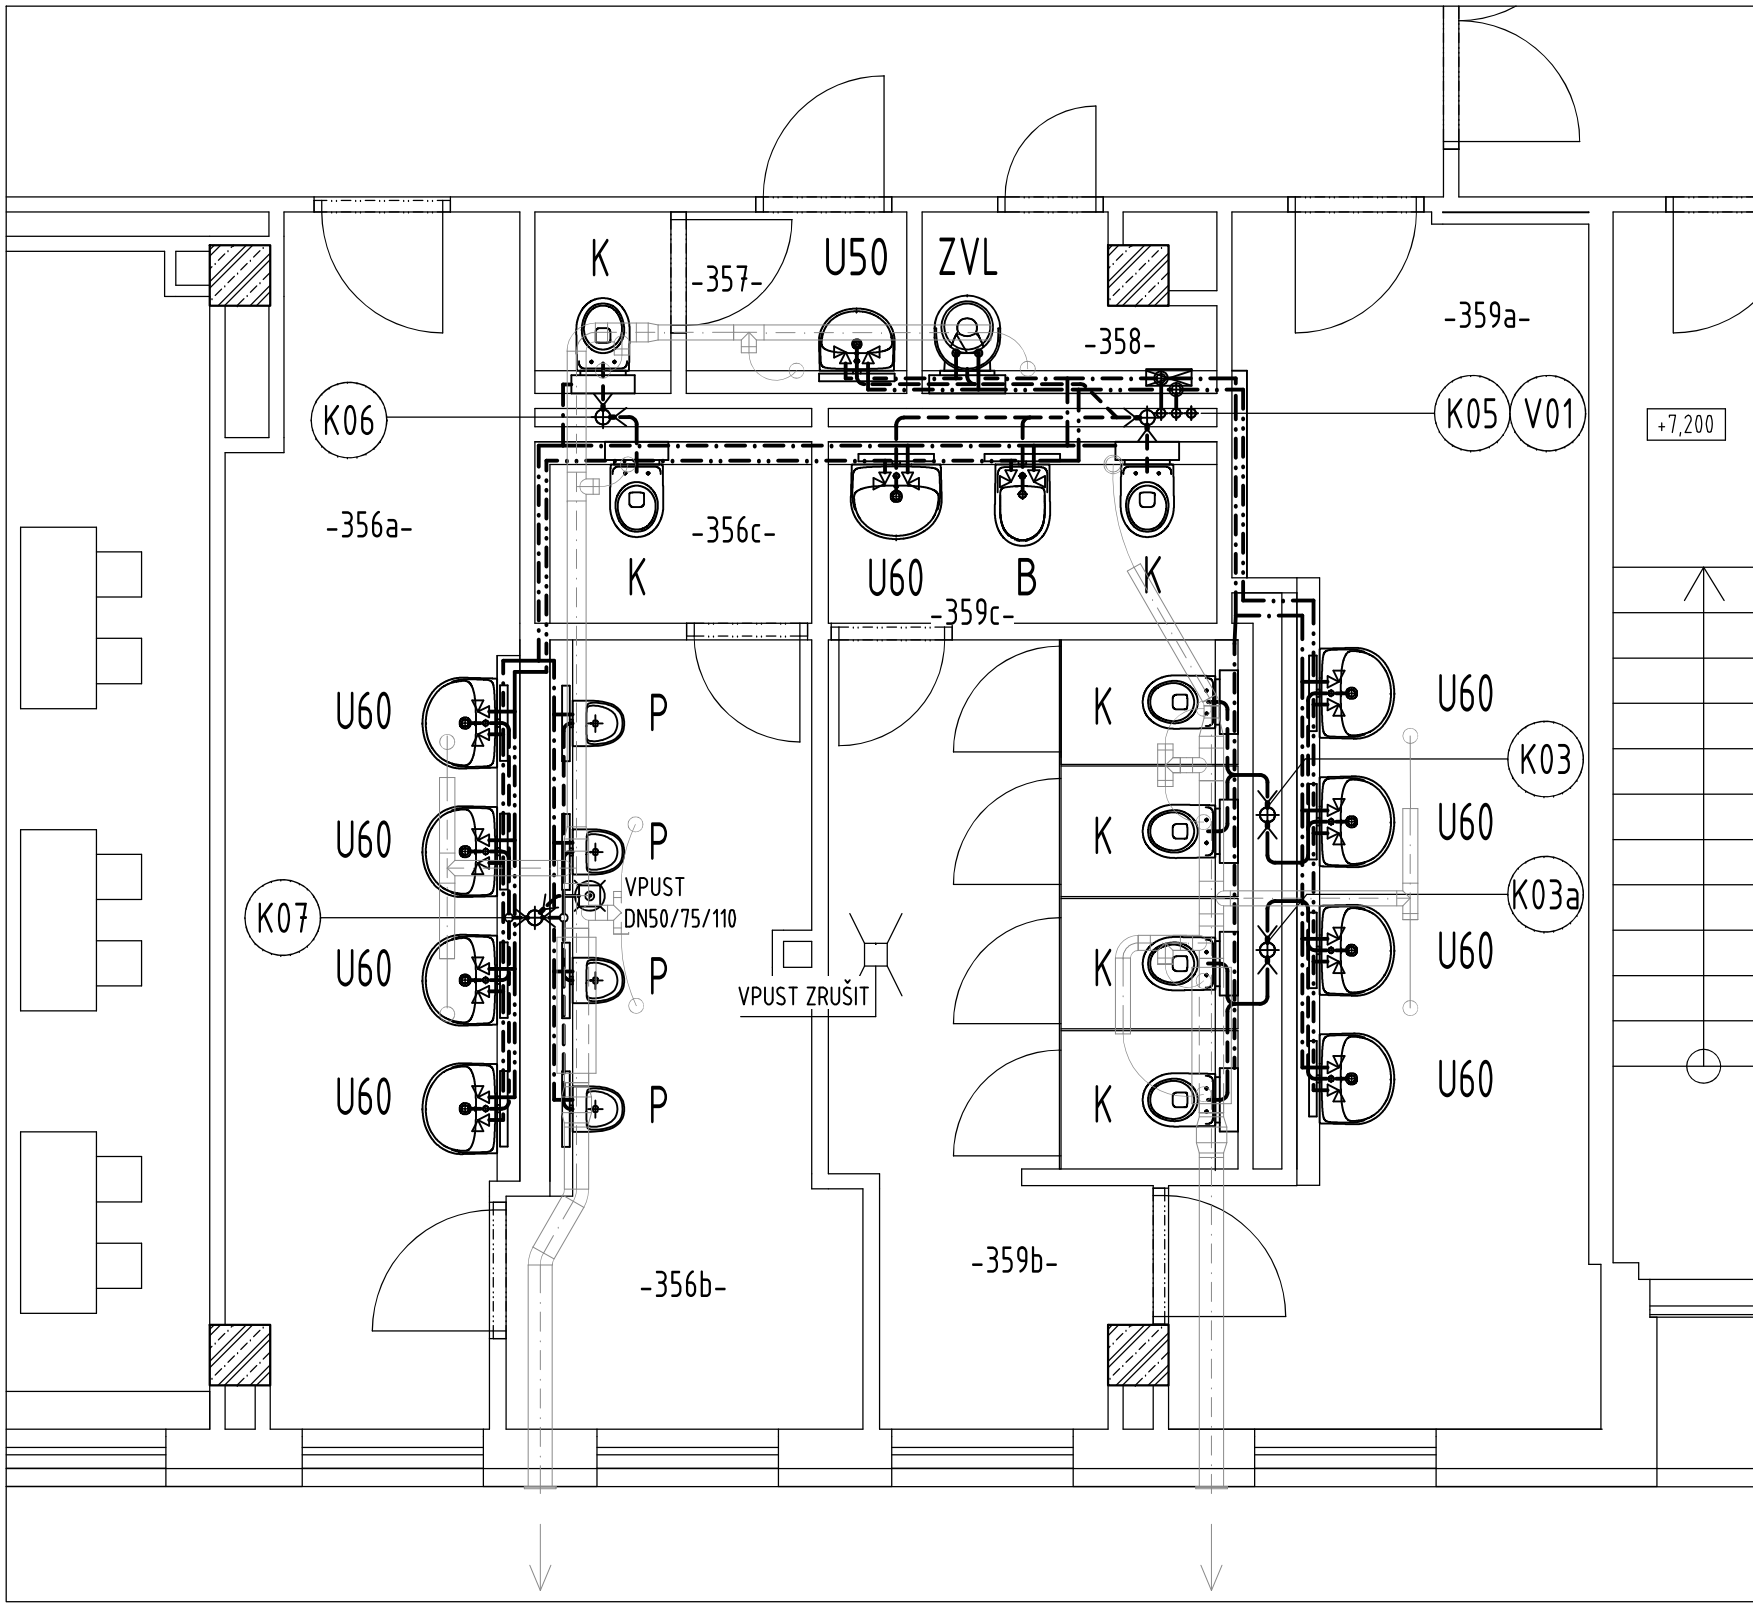 K
-357-
U50
ZVL
-358-
-359a-
K06
K05
V01
+7,200
-356a-
-356c-
K
U60
B
K
-359c-
U60
P
K
U60
K03
U60
P
K
U60
VPUST
DN50/75/110
K03a
K07
U60
P
K
U60
VPUST ZRUŠIT
U60
P
K
U60
-356b-
-359b-